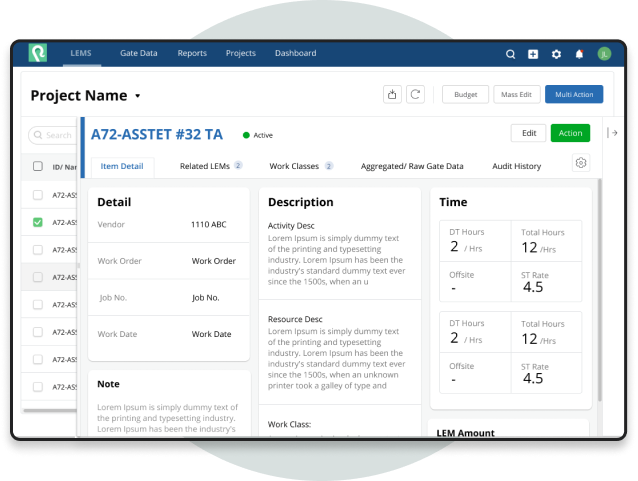 LEMS Gate Data Reports Projects Dashboard JL
Project Name
Budget Mass Edit Multi Action
Search
A72-ASSTET #32 TA Active Edit Action
Item Detail Related LEMs 2 Work Classes 2 Aggregated/ Raw Gate Data Audit History
ID/ Nar
A72-ASS
A72-ASS
A72-ASS
A72-ASS
A72-ASS
A72-ASS
A72-ASS
A72-ASS
Detail
Vendor 1110 ABC
Work Order Work Order
Job No. Job No.
Work Date Work Date
Note
Lorem Ipsum is simply dummy text of
the printing and typesetting industry.
Lorem Ipsum has been the industry's
Description
Activity Desc
Lorem Ipsum is simply dummy text
of the printing and typesetting
industry. Lorem Ipsum has been the
industry's standard dummy text ever
since the 1500s, when an u
Resource Desc
Lorem Ipsum is simply dummy text
of the printing and typesetting
industry. Lorem Ipsum has been the
industry's standard dummy text ever
since the 1500s, when an unknown
printer took a galley of type and
Work Class:
Time
DT Hours Total Hours
2 / Hrs 12 /Hrs
Offsite ST Rate
- 4.5
DT Hours Total Hours
2 / Hrs 12 /Hrs
Offsite ST Rate
- 4.5
LEM Amount